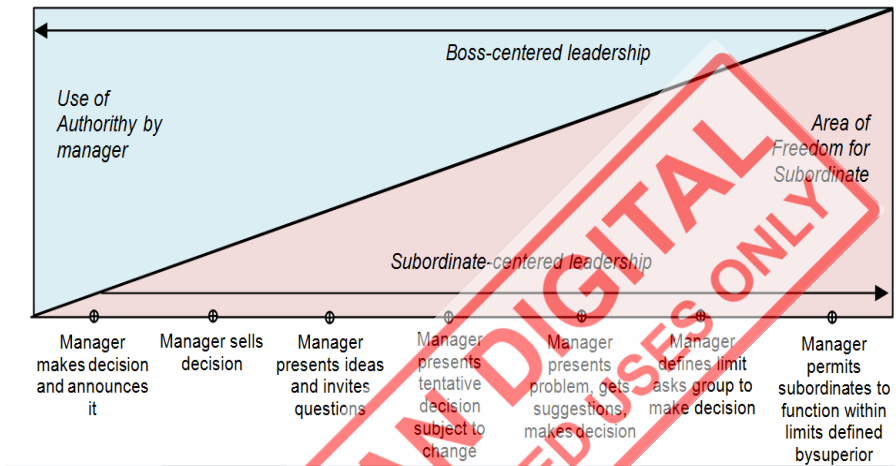 Boss-centered leadership
Use of
Authorithy by
manager
Area of
Freedom for
Subordinate
Subordinate-centered leadership
Manager
makes decision
and announces
it
Manager sells
decision
Manager
presents ideas
and invites
questions
Manager
presents
tentative
decision
subject to
change
Manager
presents
problem, gets
suggestions,
makes decision
Manager
defines limit
asks group to
make decision
Manager
permits
subordinates to
function within
limits defined
bysuperior
AN DIGITAL
ED USES ONLY